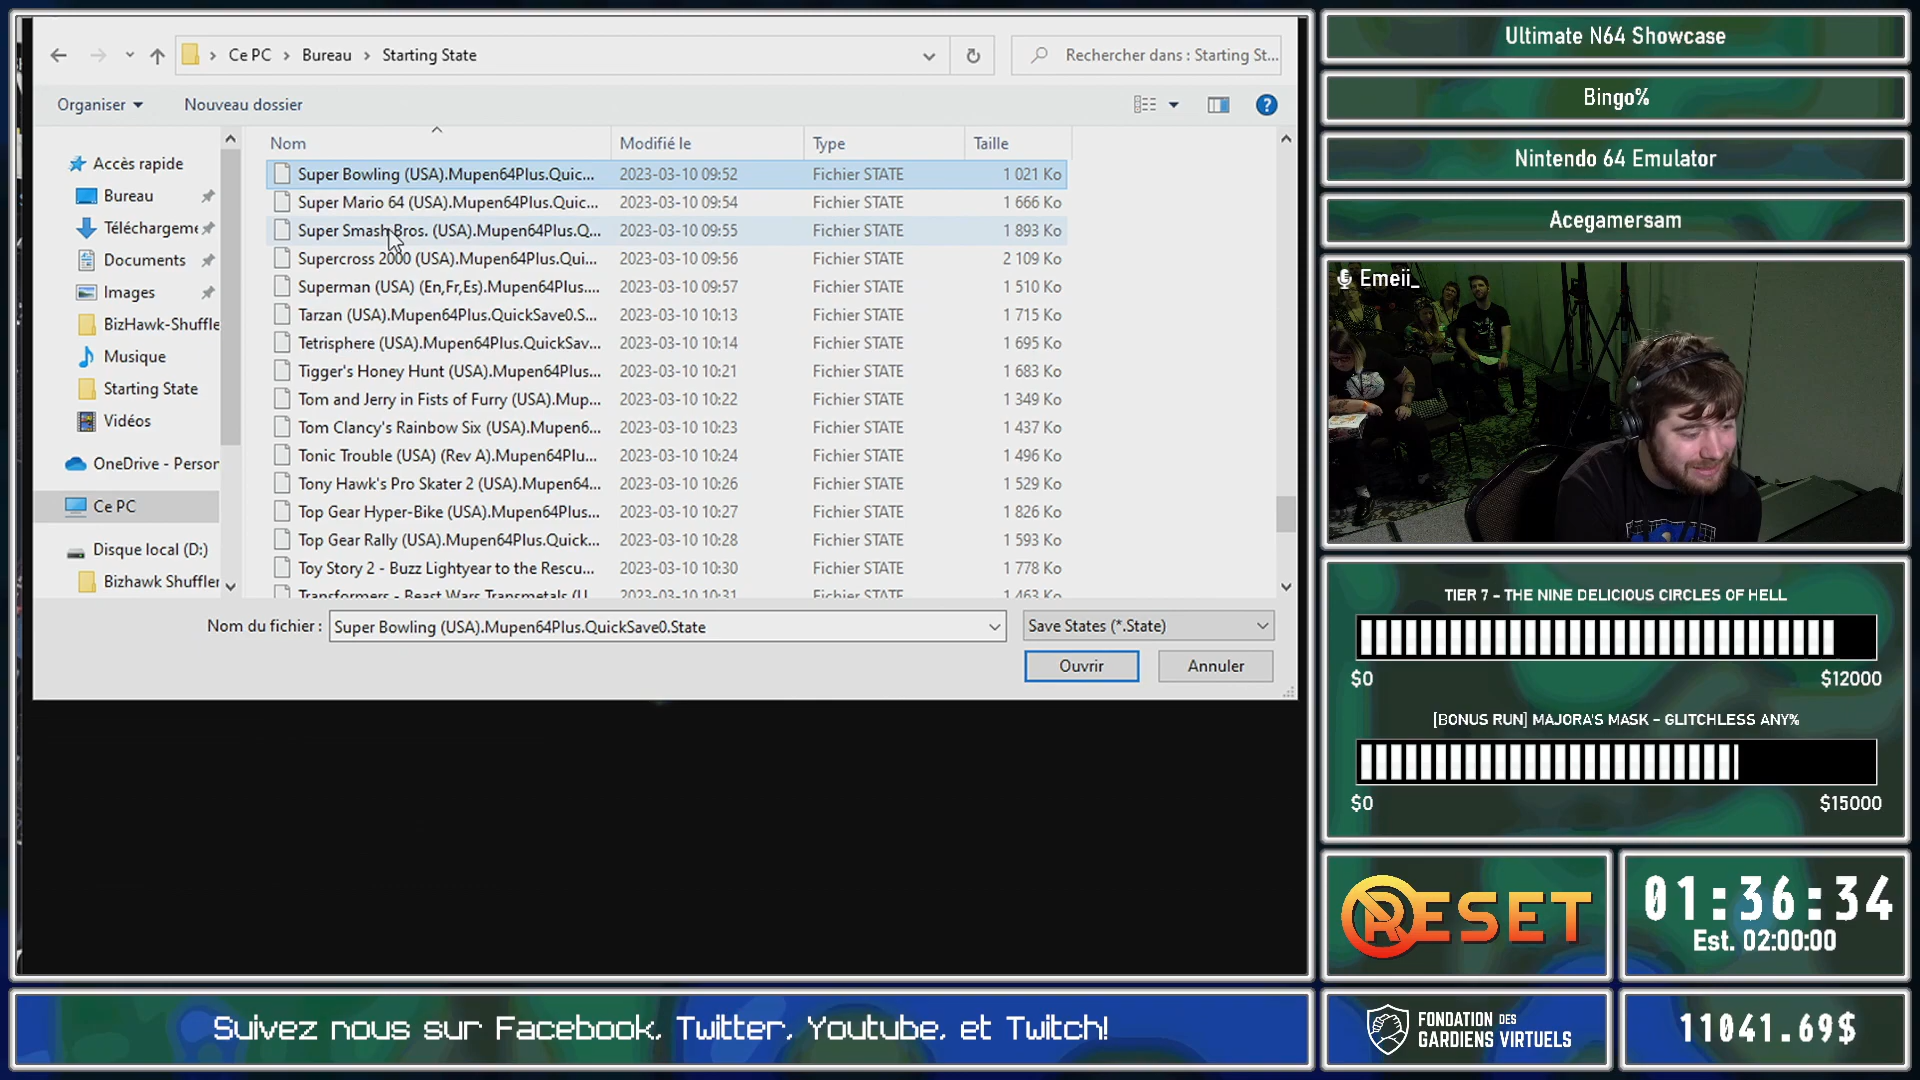 Ce PC
Bureau
Starting State
Rechercher dans : Starting St...
Organiser
Nouveau dossier
Nom
Modifié le
Type
Taille
Accès rapide
Bureau
Téléchargeme
Documents
Images
BizHawk-Shuffle
Musique
Starting State
Vidéos
OneDrive - Persor
Ce PC
Disque local (D:)
Bizhawk Shuffler
Super Bowling (USA).Mupen64Plus.Quic... 2023-03-10 09:52 Fichier STATE 1 021 Ko
Super Mario 64 (USA).Mupen64Plus.Quic... 2023-03-10 09:54 Fichier STATE 1 666 Ko
Super Smash Bros. (USA).Mupen64Plus.Q... 2023-03-10 09:55 Fichier STATE 1 893 Ko
Supercross 2000 (USA).Mupen64Plus.Qui... 2023-03-10 09:56 Fichier STATE 2 109 Ko
Superman (USA) (En,Fr,Es).Mupen64Plus.... 2023-03-10 09:57 Fichier STATE 1 510 Ko
Tarzan (USA).Mupen64Plus.QuickSave0.S... 2023-03-10 10:13 Fichier STATE 1 715 Ko
Tetrisphere (USA).Mupen64Plus.QuickSav... 2023-03-10 10:14 Fichier STATE 1 695 Ko
Tigger's Honey Hunt (USA).Mupen64Plus... 2023-03-10 10:21 Fichier STATE 1 683 Ko
Tom and Jerry in Fists of Furry (USA).Mup... 2023-03-10 10:22 Fichier STATE 1 349 Ko
Tom Clancy's Rainbow Six (USA).Mupen6... 2023-03-10 10:23 Fichier STATE 1 437 Ko
Tonic Trouble (USA) (Rev A).Mupen64Plu... 2023-03-10 10:24 Fichier STATE 1 496 Ko
Tony Hawk's Pro Skater 2 (USA).Mupen64... 2023-03-10 10:26 Fichier STATE 1 529 Ko
Top Gear Hyper-Bike (USA).Mupen64Plus... 2023-03-10 10:27 Fichier STATE 1 826 Ko
Top Gear Rally (USA).Mupen64Plus.Quick... 2023-03-10 10:28 Fichier STATE 1 593 Ko
Toy Story 2 - Buzz Lightyear to the Rescu... 2023-03-10 10:30 Fichier STATE 1 778 Ko
Transformers - Beast Wars Transmetals (U... 2023-03-10 10:31 Fichier STATE 1 463 Ko
Nom du fichier : Super Bowling (USA).Mupen64Plus.QuickSave0.State
Save States (*.State)
Ouvrir
Annuler
Ultimate N64 Showcase
Bingo%
Nintendo 64 Emulator
Acegamersam
Emeii_
TIER 7 - THE NINE DELICIOUS CIRCLES OF HELL
$0 $12000
[BONUS RUN] MAJORA'S MASK - GLITCHLESS ANY%
$0 $15000
RESET
01:36:34
Est. 02:00:00
Suivez nous sur Facebook, Twitter, Youtube, et Twitch!
FONDATION DES
GARDIENS VIRTUELS
11041.69$